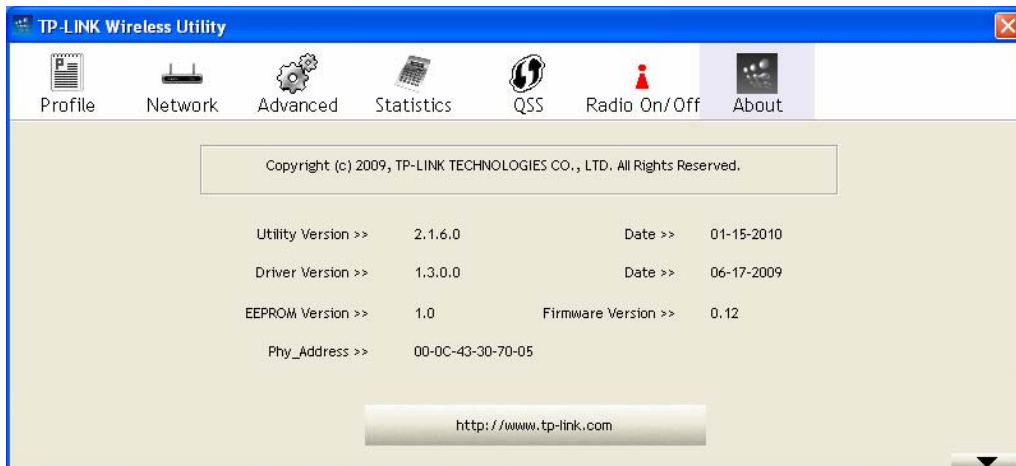 TP-LINK Wireless Utility
Profile Network Advanced Statistics QSS Radio On/Off About
Copyright (c) 2009, TP-LINK TECHNOLOGIES CO., LTD. All Rights Reserved.
Utility Version >> 2.1.6.0 Date >> 01-15-2010
Driver Version >> 1.3.0.0 Date >> 06-17-2009
EEPROM Version >> 1.0 Firmware Version >> 0.12
Phy_Address >> 00-0C-43-30-70-05
http://www.tp-link.com